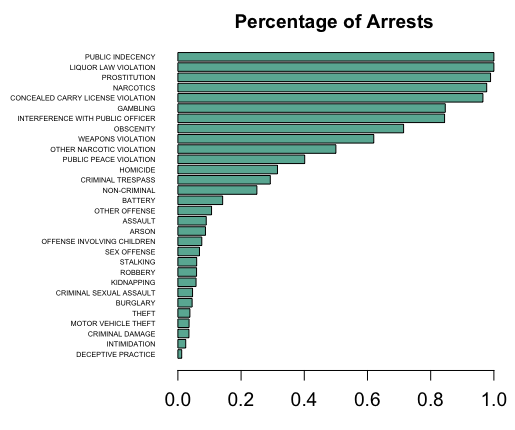 Percentage of Arrests
PUBLIC INDECENCY
LIQUOR LAW VIOLATION
PROSTITUTION
NARCOTICS
CONCEALED CARRY LICENSE VIOLATION
GAMBLING
INTERFERENCE WITH PUBLIC OFFICER
OBSCENITY
WEAPONS VIOLATION
OTHER NARCOTIC VIOLATION
PUBLIC PEACE VIOLATION
HOMICIDE
CRIMINAL TRESPASS
NON-CRIMINAL
BATTERY
OTHER OFFENSE
ASSAULT
ARSON
OFFENSE INVOLVING CHILDREN
SEX OFFENSE
STALKING
ROBBERY
KIDNAPPING
CRIMINAL SEXUAL ASSAULT
BURGLARY
THEFT
MOTOR VEHICLE THEFT
CRIMINAL DAMAGE
INTIMIDATION
DECEPTIVE PRACTICE
0.0 0.2 0.4 0.6 0.8 1.0